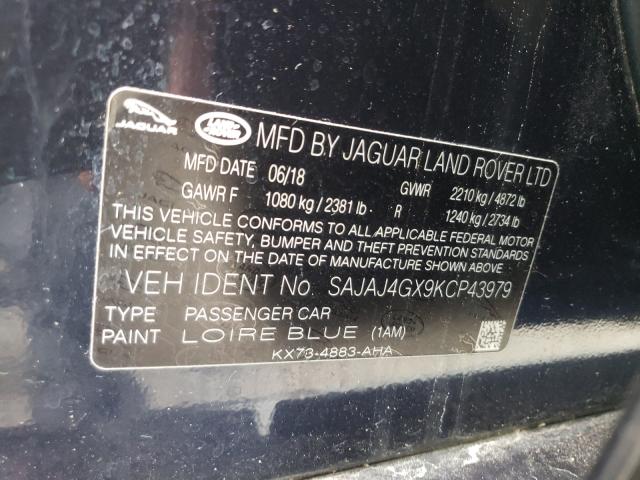 JAGUAR LAND ROVER MFD BY JAGUAR LAND ROVER LTD
MFD DATE 06/18 GVWR 2210 kg / 4872 lb
GAWR F 1080 kg / 2381 lb R 1240 kg / 2734 lb
THIS VEHICLE CONFORMS TO ALL APPLICABLE FEDERAL MOTOR
VEHICLE SAFETY, BUMPER AND THEFT PREVENTION STANDARDS
IN EFFECT ON THE DATE OF MANUFACTURE SHOWN ABOVE
VEH IDENT No. SAJAJ4GX9KCP43979
TYPE PASSENGER CAR
PAINT LOIRE BLUE (1AM)
KX73-4883-AHA